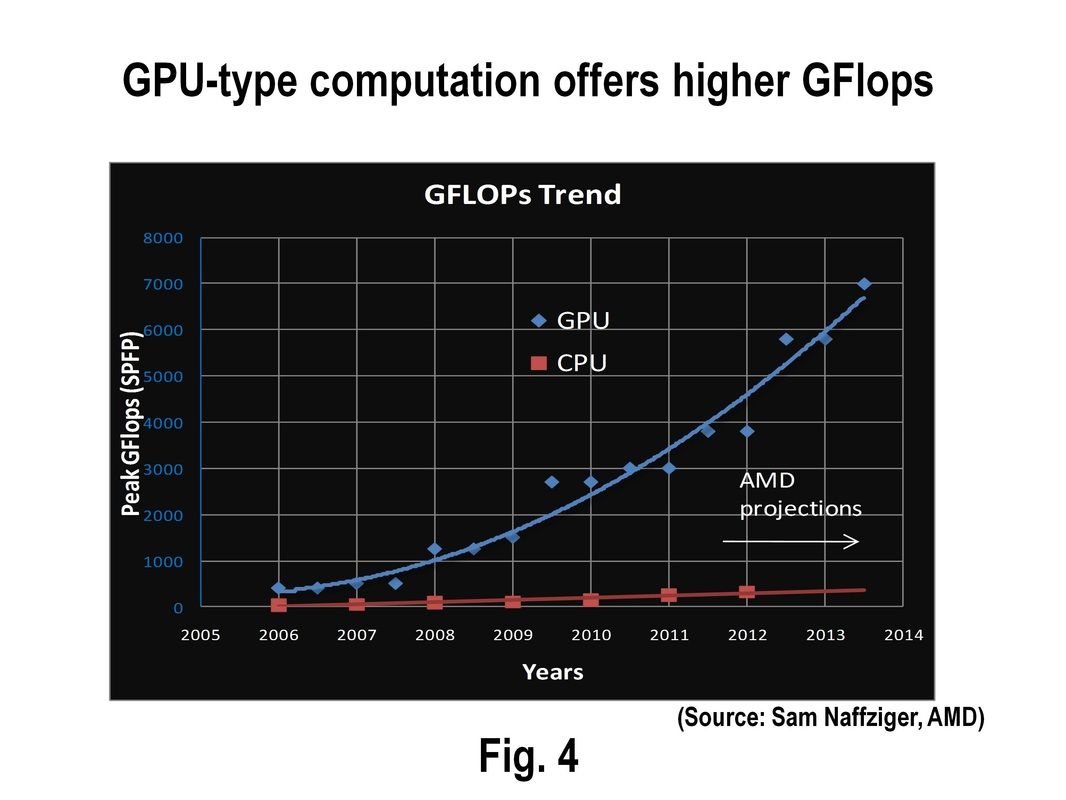 GPU-type computation offers higher GFlops
GFLOPs Trend
Peak GFlops (SPFP)
8000
7000
6000
5000
4000
3000
2000
1000
0
GPU
CPU
AMD
projections
2005 2006 2007 2008 2009 2010 2011 2012 2013 2014
Years
(Source: Sam Naffziger, AMD)
Fig. 4